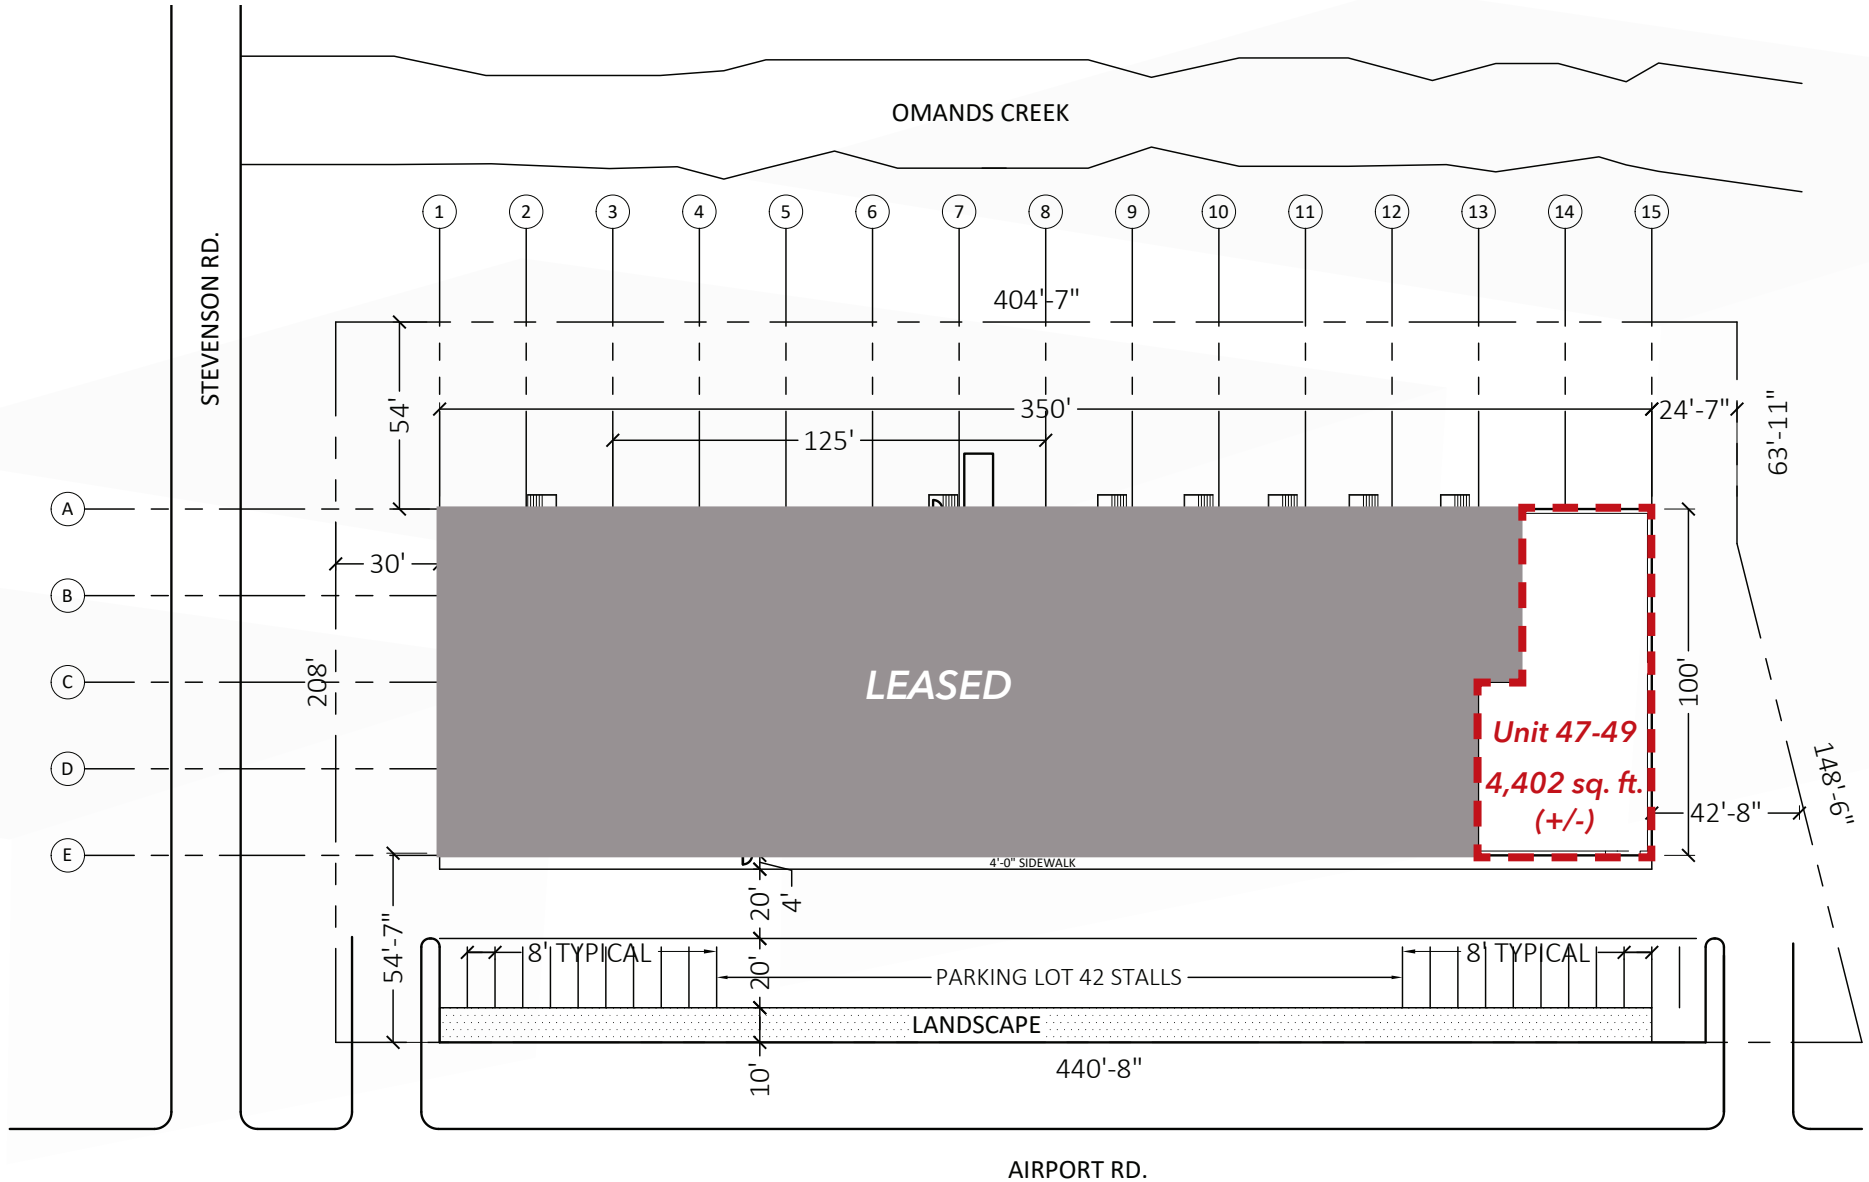 OMANDS CREEK
STEVENSON RD.
1 2 3 4 5 6 7 8 9 10 11 12 13 14 15
404'-7"
54'
350'
24'-7"
63'-11"
125'
A
30'
B
208'
C
LEASED
100'
Unit 47-49
D
4,402 sq. ft.
(+/-)
42'-8"
148'-6"
E
4'-0" SIDEWALK
20'
4'
54'-7"
8' TYPICAL
8' TYPICAL
20'
PARKING LOT 42 STALLS
LANDSCAPE
10'
440'-8"
AIRPORT RD.